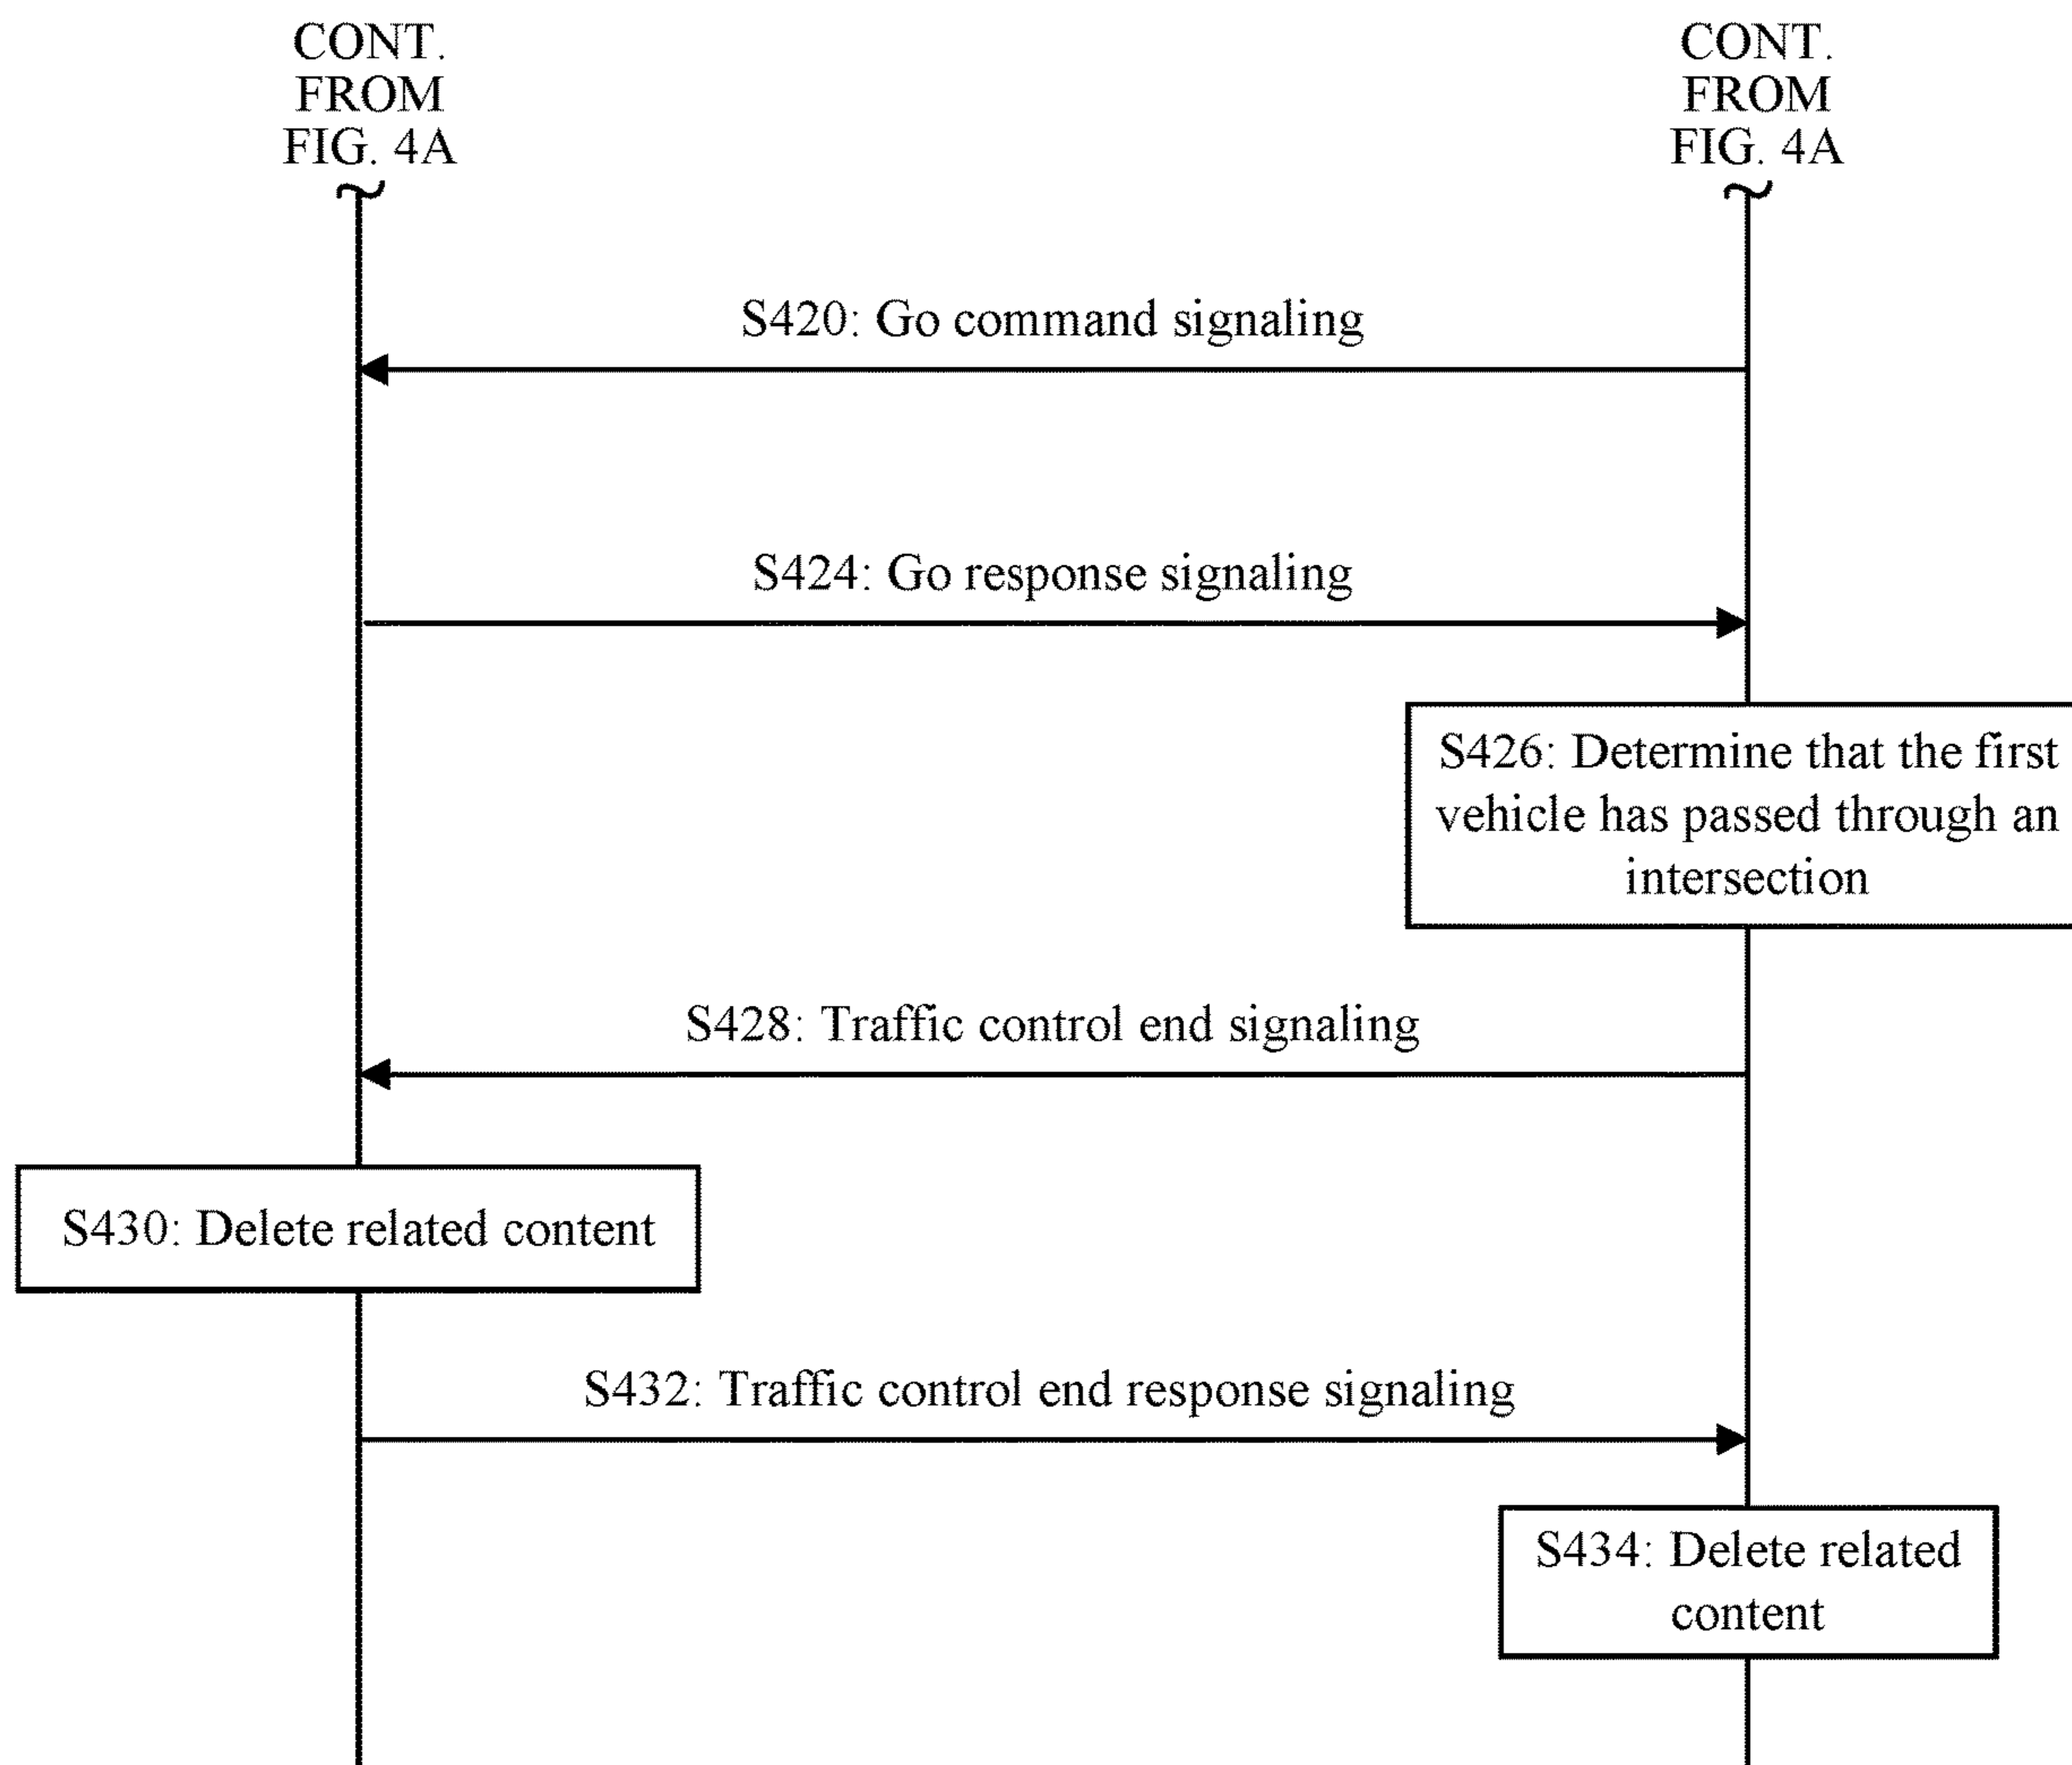 CONT.
FROM
FIG. 4A
CONT.
FROM
FIG. 4A
S420: Go command signaling
S424: Go response signaling
S426: Determine that the first
vehicle has passed through an
intersection
S428: Traffic control end signaling
S430: Delete related content
S432: Traffic control end response signaling
S434: Delete related
content